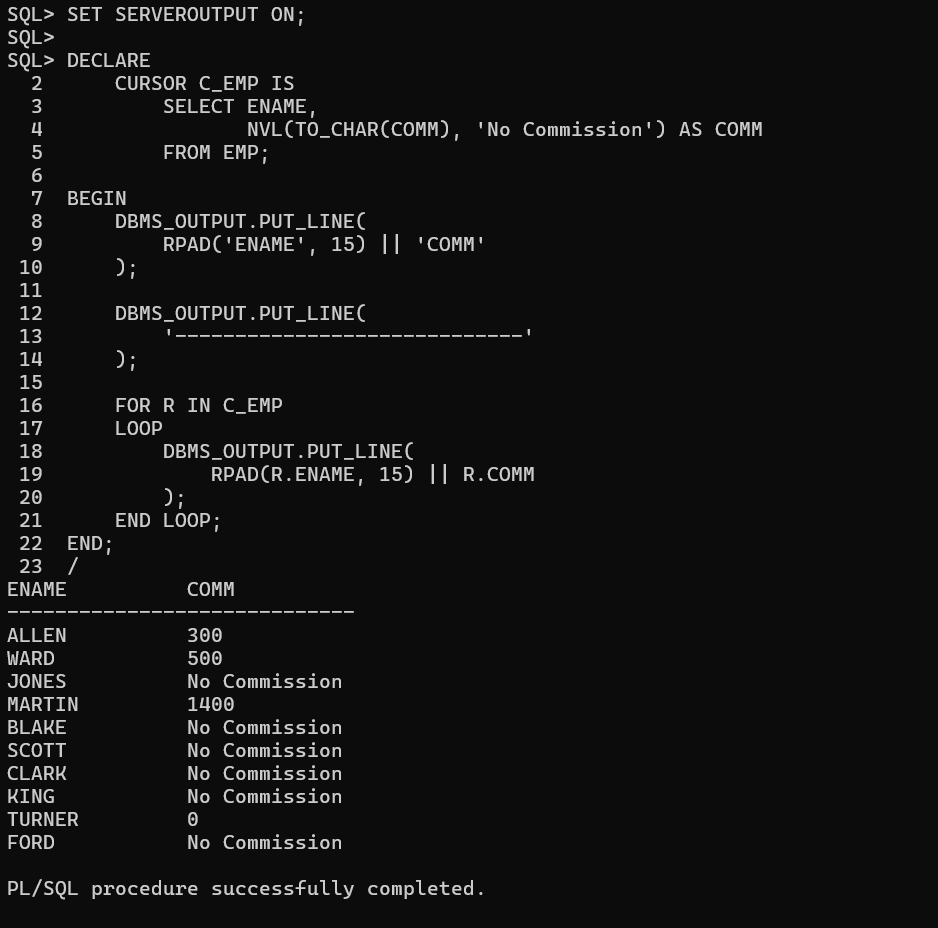 SQL> SET SERVEROUTPUT ON;
SQL>
SQL> DECLARE
  2      CURSOR C_EMP IS
  3          SELECT ENAME,
  4                 NVL(TO_CHAR(COMM), 'No Commission') AS COMM
  5          FROM EMP;
  6
  7  BEGIN
  8      DBMS_OUTPUT.PUT_LINE(
  9          RPAD('ENAME', 15) || 'COMM'
 10      );
 11
 12      DBMS_OUTPUT.PUT_LINE(
 13          '-----------------------------'
 14      );
 15
 16      FOR R IN C_EMP
 17      LOOP
 18          DBMS_OUTPUT.PUT_LINE(
 19              RPAD(R.ENAME, 15) || R.COMM
 20          );
 21      END LOOP;
 22  END;
 23  /
ENAME          COMM
-----------------------------
ALLEN          300
WARD           500
JONES          No Commission
MARTIN         1400
BLAKE          No Commission
SCOTT          No Commission
CLARK          No Commission
KING           No Commission
TURNER         0
FORD           No Commission

PL/SQL procedure successfully completed.